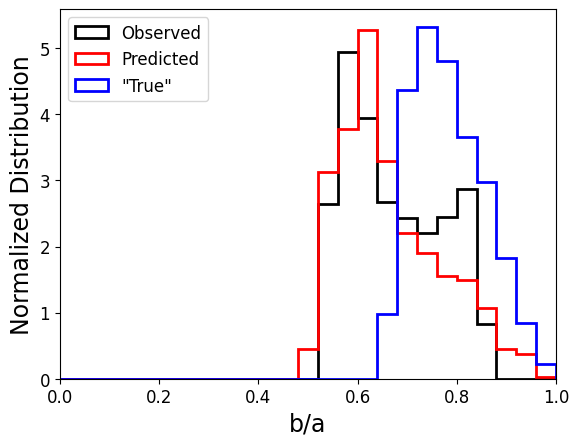 Observed
Predicted
"True"
Normalized Distribution
5
4
3
2
1
0
0.0 0.2 0.4 0.6 0.8 1.0
b/a